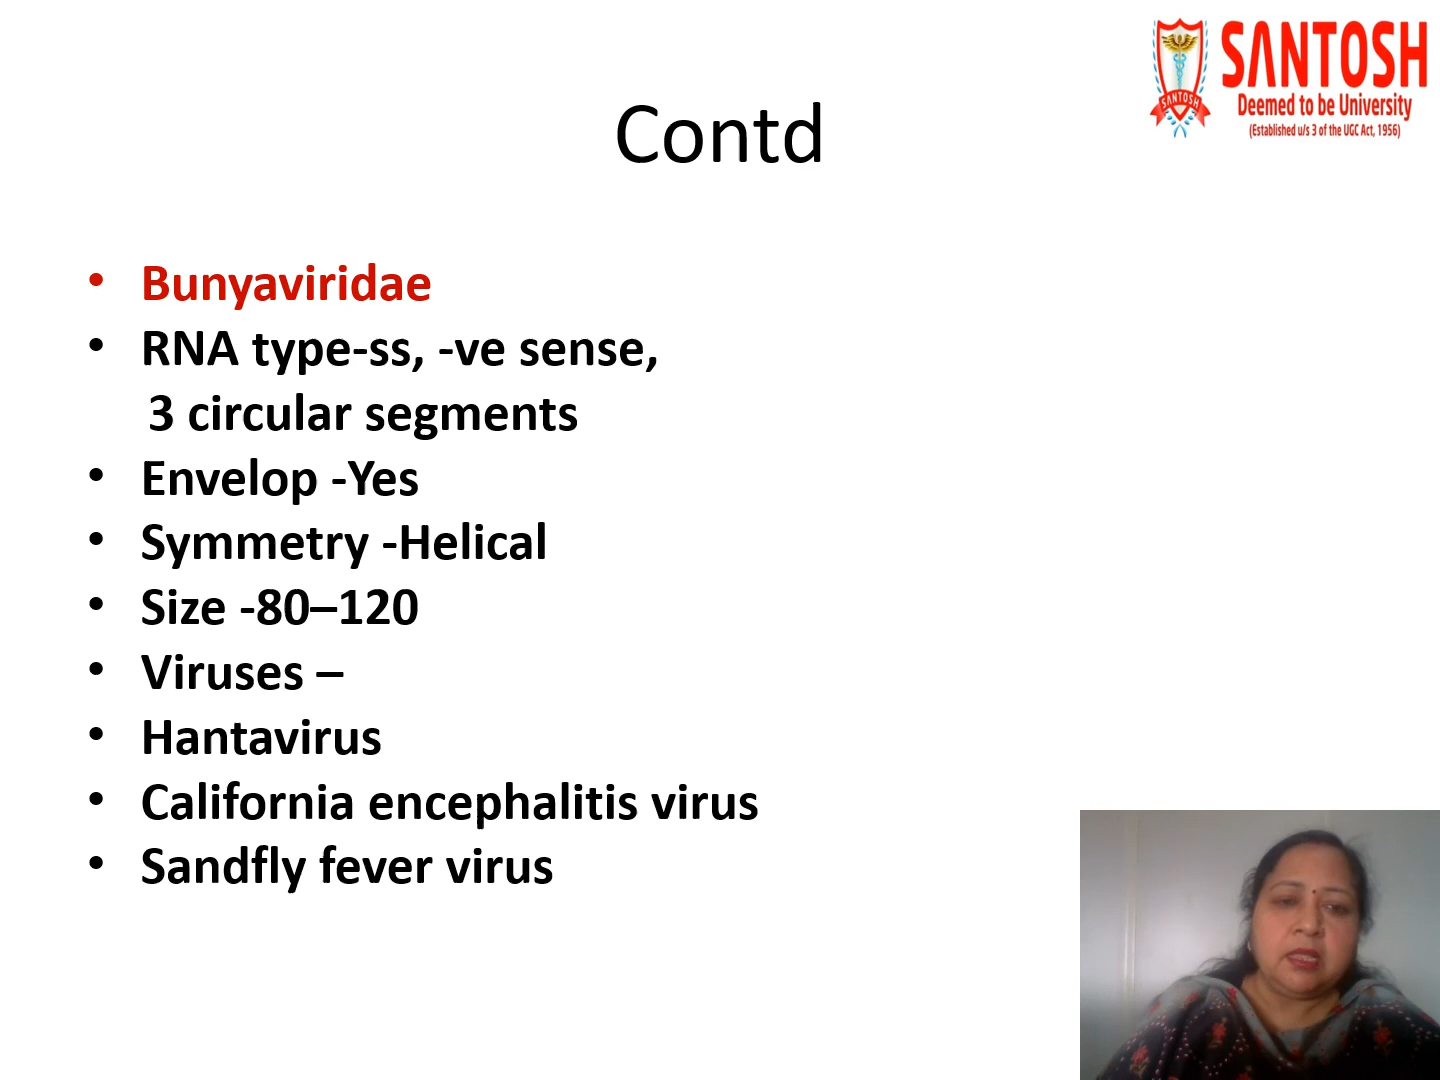 SANTOSH
Deemed to be University
(Established u/s 3 of the UGC Act, 1956)
SANTOSH
Contd
• Bunyaviridae
• RNA type-ss, -ve sense,
3 circular segments
• Envelop -Yes
• Symmetry -Helical
• Size -80–120
• Viruses –
• Hantavirus
• California encephalitis virus
• Sandfly fever virus